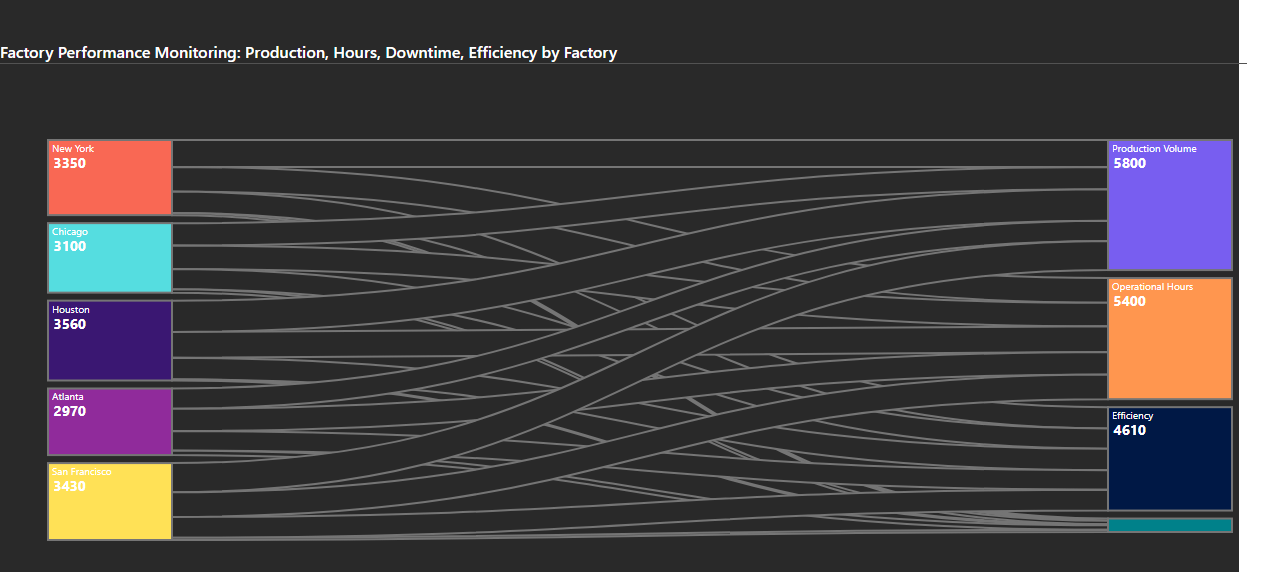 Factory Performance Monitoring: Production, Hours, Downtime, Efficiency by Factory
New York
3350
Chicago
3100
Houston
3560
Atlanta
2970
San Francisco
3430
Production Volume
5800
Operational Hours
5400
Efficiency
4610